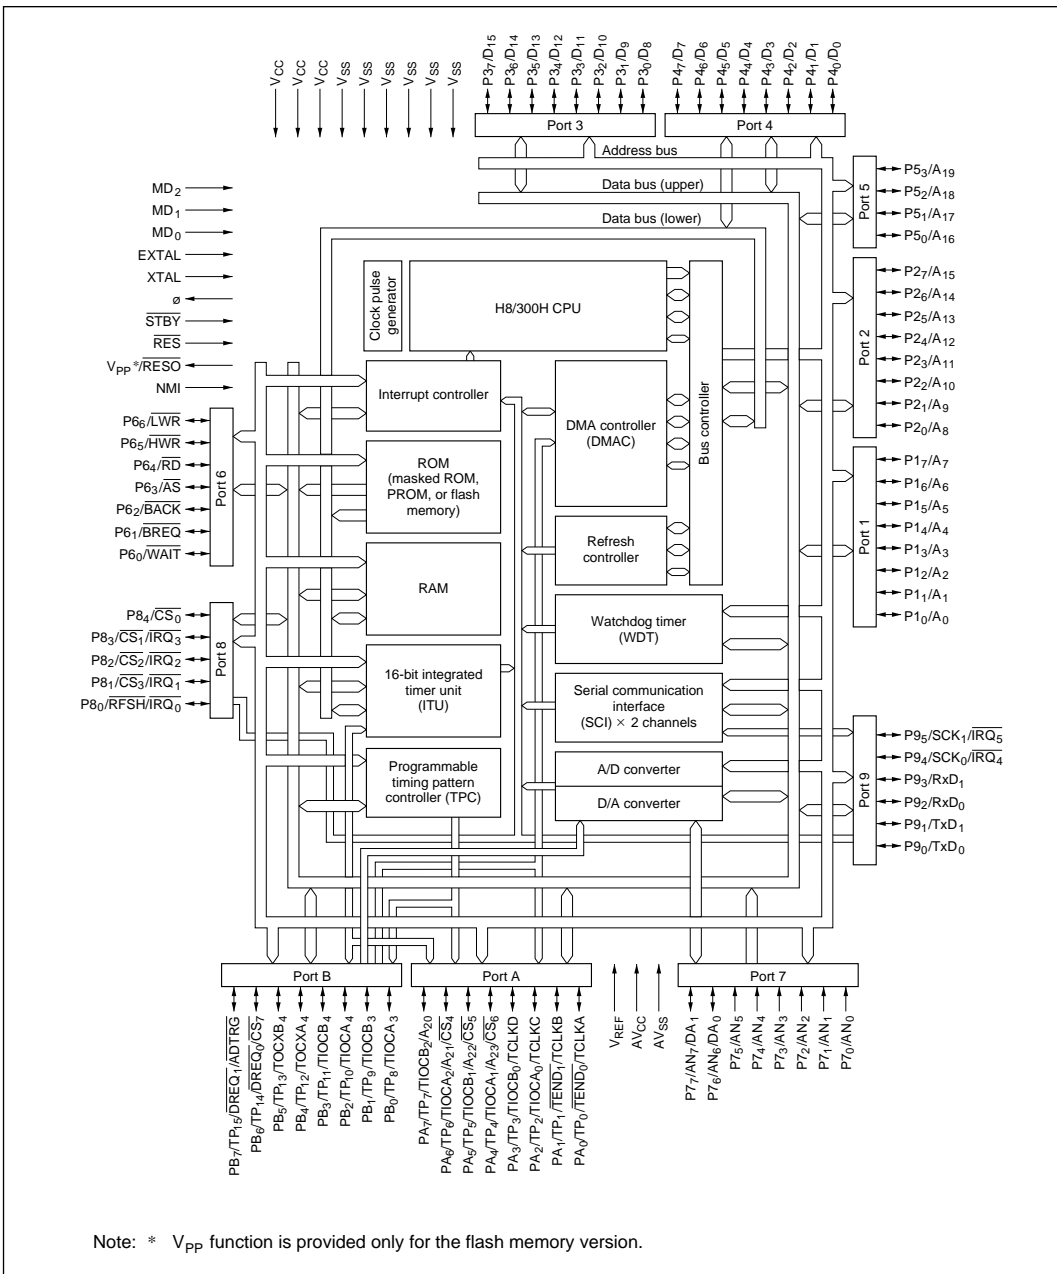 VCC
VCC
VCC
VSS
VSS
VSS
VSS
VSS
VSS
P37/D15
P36/D14
P35/D13
P34/D12
P33/D11
P32/D10
P31/D9
P30/D8
P47/D7
P46/D6
P45/D5
P44/D4
P43/D3
P42/D2
P41/D1
P40/D0
Port 3
Port 4
Address bus
Data bus (upper)
Data bus (lower)
MD2
MD1
MD0
EXTAL
XTAL
ø
STBY
RES
VPP */RESO
NMI
P66/LWR
P65/HWR
P64/RD
P63/AS
P62/BACK
P61/BREQ
P60/WAIT
Port 6
P84/CS0
P83/CS1/IRQ3
P82/CS2/IRQ2
P81/CS3/IRQ1
P80/RFSH/IRQ0
Port 8
Clock pulse
generator
H8/300H CPU
Interrupt controller
ROM
(masked ROM,
PROM, or flash
memory)
RAM
16-bit integrated
timer unit
(ITU)
Programmable
timing pattern
controller (TPC)
DMA controller
(DMAC)
Bus controller
Refresh
controller
Watchdog timer
(WDT)
Serial communication
interface
(SCI) × 2 channels
A/D converter
D/A converter
Port 5
P53/A19
P52/A18
P51/A17
P50/A16
Port 2
P27/A15
P26/A14
P25/A13
P24/A12
P23/A11
P22/A10
P21/A9
P20/A8
Port 1
P17/A7
P16/A6
P15/A5
P14/A4
P13/A3
P12/A2
P11/A1
P10/A0
Port 9
P95/SCK1/IRQ5
P94/SCK0/IRQ4
P93/RxD1
P92/RxD0
P91/TxD1
P90/TxD0
Port B
Port A
Port 7
PB7/TP15/DREQ1/ADTRG
PB6/TP14/DREQ0/CS7
PB5/TP13/TOCXB4
PB4/TP12/TOCXA4
PB3/TP11/TIOCB4
PB2/TP10/TIOCA4
PB1/TP9/TIOCB3
PB0/TP8/TIOCA3
PA7/TP7/TIOCB2/A20
PA6/TP6/TIOCA2/A21/CS4
PA5/TP5/TIOCB1/A22/CS5
PA4/TP4/TIOCA1/A23/CS6
PA3/TP3/TIOCB0/TCLKD
PA2/TP2/TIOCA0/TCLKC
PA1/TP1/TEND1/TCLKB
PA0/TP0/TEND0/TCLKA
VREF
AVCC
AVSS
P77/AN7/DA1
P76/AN6/DA0
P75/AN5
P74/AN4
P73/AN3
P72/AN2
P71/AN1
P70/AN0
Note: * VPP function is provided only for the flash memory version.